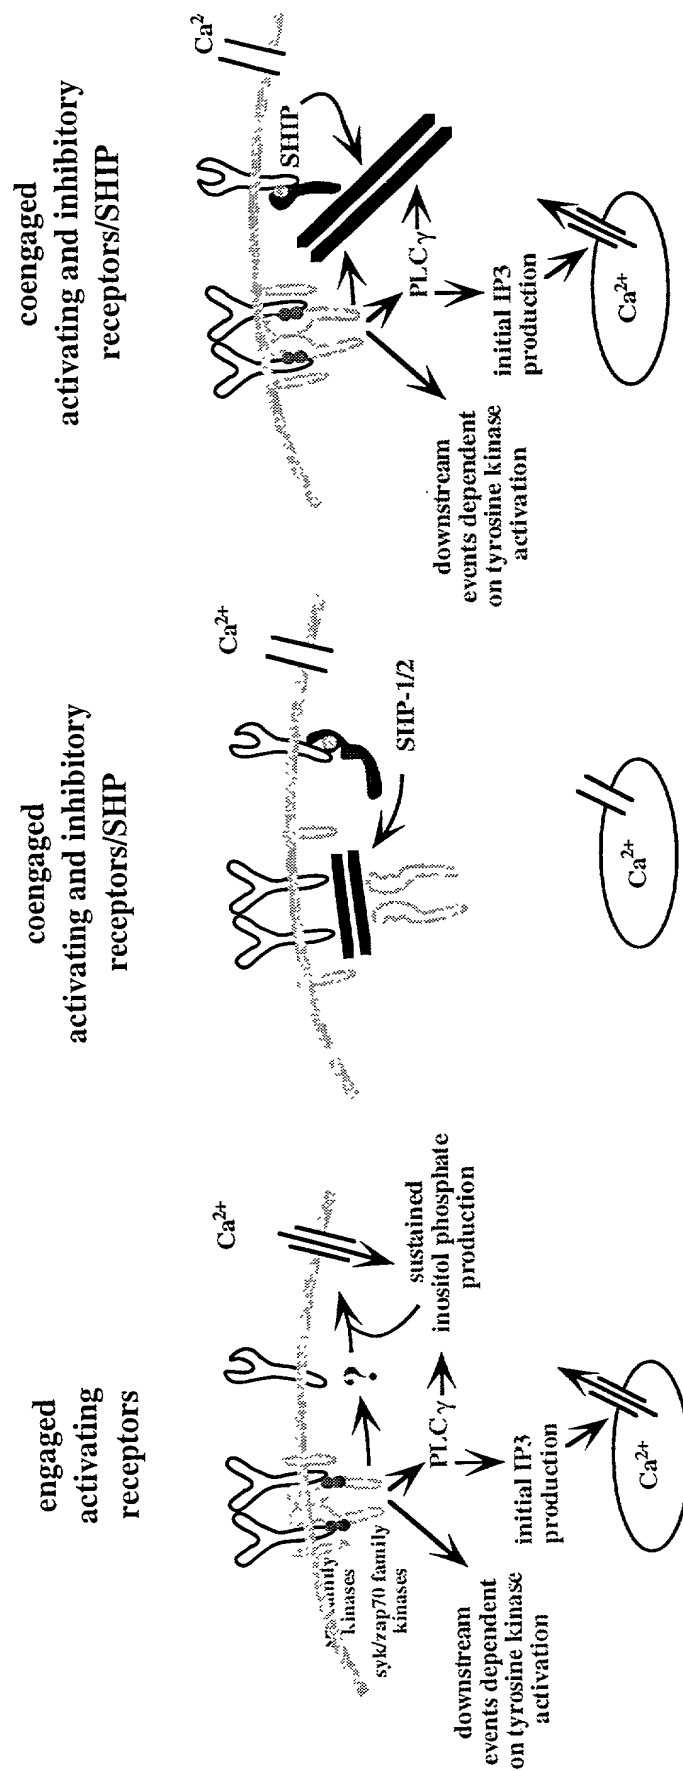 engaged
activating
receptors
Ca2+
kinases
syk/zap70 family
kinases
?
PLCγ
sustained
inositol phosphate
production
initial IP3
production
downstream
events dependent
on tyrosine kinase
activation
Ca2+
coengaged
activating and inhibitory
receptors/SHP
Ca2+
SHP-1/2
Ca2+
coengaged
activating and inhibitory
receptors/SHIP
Ca2
SHIP
PLCγ
initial IP3
production
downstream
events dependent
on tyrosine kinase
activation
Ca2+